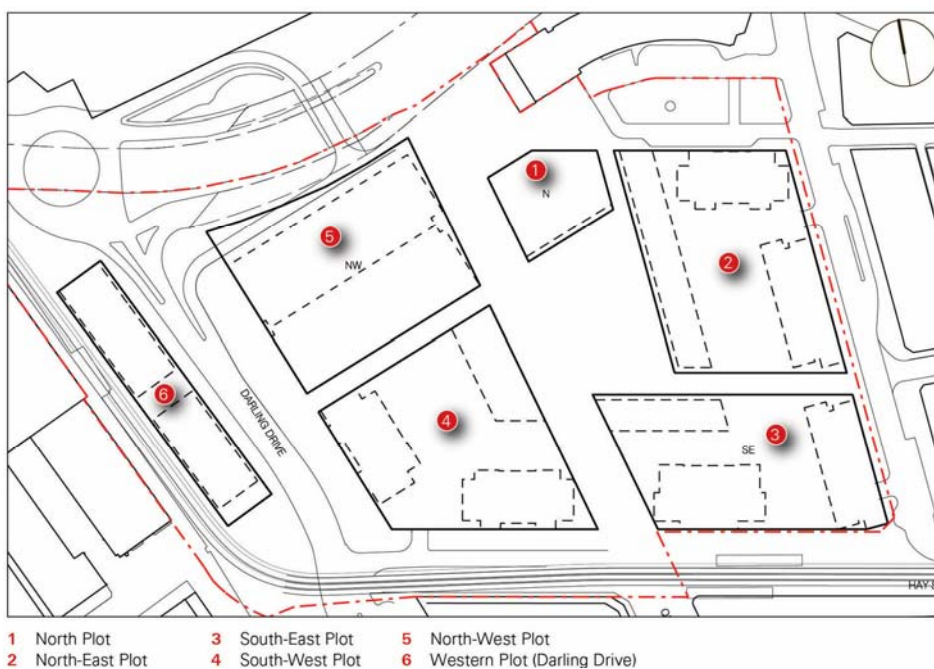 1
N
2
5
NW
6
4
3
SE
DARLING DRIVE
HAY
1 North Plot 3 South-East Plot 5 North-West Plot
2 North-East Plot 4 South-West Plot 6 Western Plot (Darling Drive)